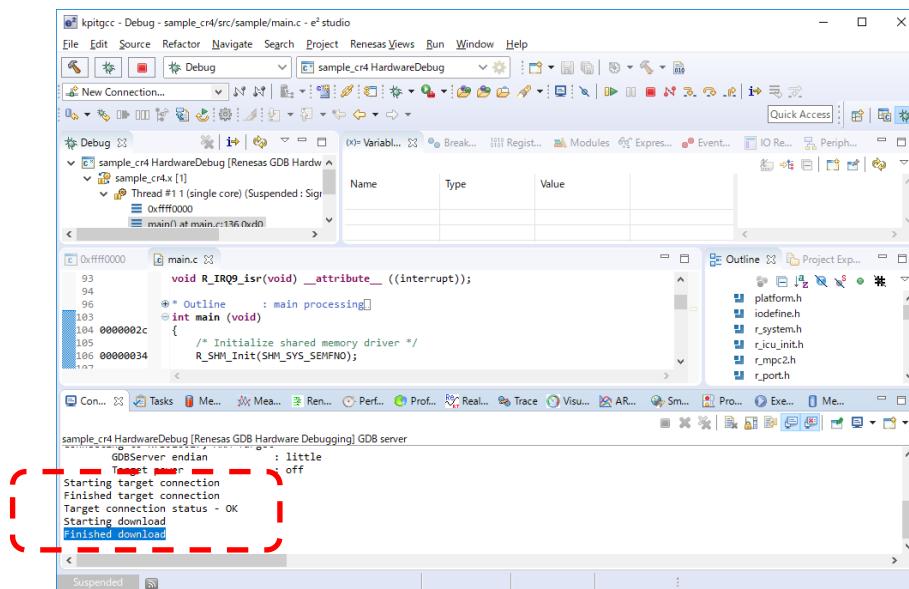 kpitgcc - Debug - sample_cr4/src/sample/main.c - e² studio
File Edit Source Refactor Navigate Search Project Renesas Views Run Window Help
Debug sample_cr4 HardwareDebug
New Connection...
Quick Access
Debug (x)= Variabl... Break... Regist... Modules Expres... Event... IO Re... Periph...
sample_cr4 HardwareDebug [Renesas GDB Hardw
sample_cr4.x [1]
Thread #1 1 (single core) (Suspended : Sigr
0xffff0000
main() at main.c:136 0xd0
Name Type Value
0xffff0000 main.c Outline Project Exp...
93 void R_IRQ9_isr(void) __attribute__ ((interrupt));
94
96 * Outline : main processing
103 int main (void)
104 0000002c {
105 /* Initialize shared memory driver */
106 00000034 R_SHM_Init(SHM_SYS_SEMFNO);
107
platform.h
iodefine.h
r_system.h
r_icu_init.h
r_mpc2.h
r_port.h
Con... Tasks Me... Mea... Ren... Perf... Prof... Real... Trace Visu... AR... Sm... Pro... Exe... Me...
sample_cr4 HardwareDebug [Renesas GDB Hardware Debugging] GDB server
GDBServer endian : little
Target power : off
Starting target connection
Finished target connection
Target connection status - OK
Starting download
Finished download
Suspended